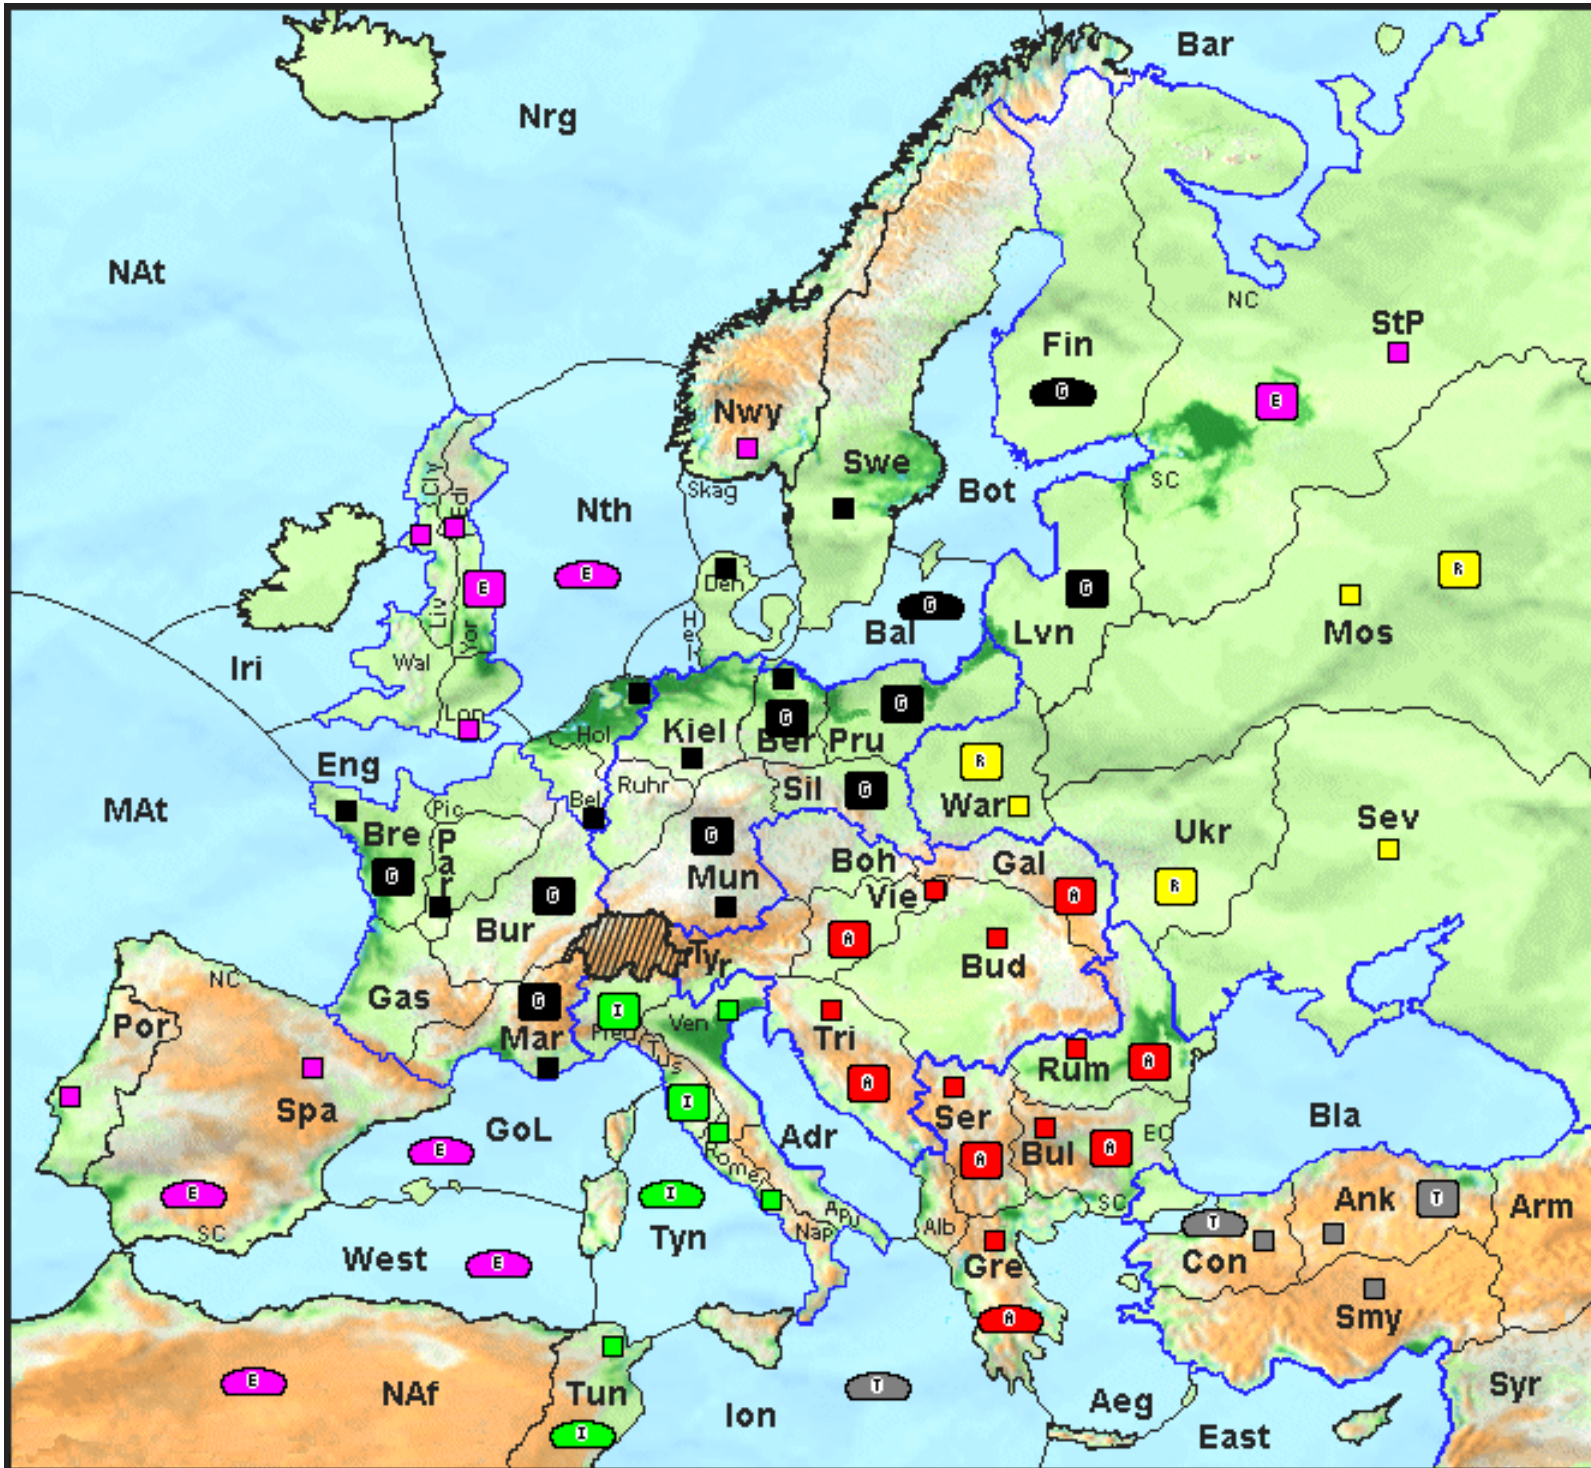 Bar
Nrg
NAt
NC
StP
Fin
E
G
Nwy
Swe
Cly
Edi
Skag
Bot
SC
Nth
E
E
Den
G
G
R
Hel
Bal
Lvn
Mos
Liv
Yor
Wal
Iri
Lon
G
G
Hol
Kiel
Ber
Pru
Eng
R
Ruhr
Sil
G
War
MAt
Pic
Bel
Bre
Par
G
Ukr
Sev
Boh
Gal
G
G
Mun
Vie
A
R
Bur
A
Bud
Tyr
NC
Gas
G
I
Por
Mar
Pied
Ven
Tri
Tus
Rum
A
A
Spa
I
Ser
GoL
Adr
Bla
EC
E
Rome
Bul
A
A
E
I
Ank
T
SC
Apu
SC
Arm
T
Tyn
Nap
Alb
West
E
Gre
Con
Smy
A
E
NAf
Tun
T
Ion
Aeg
Syr
I
East